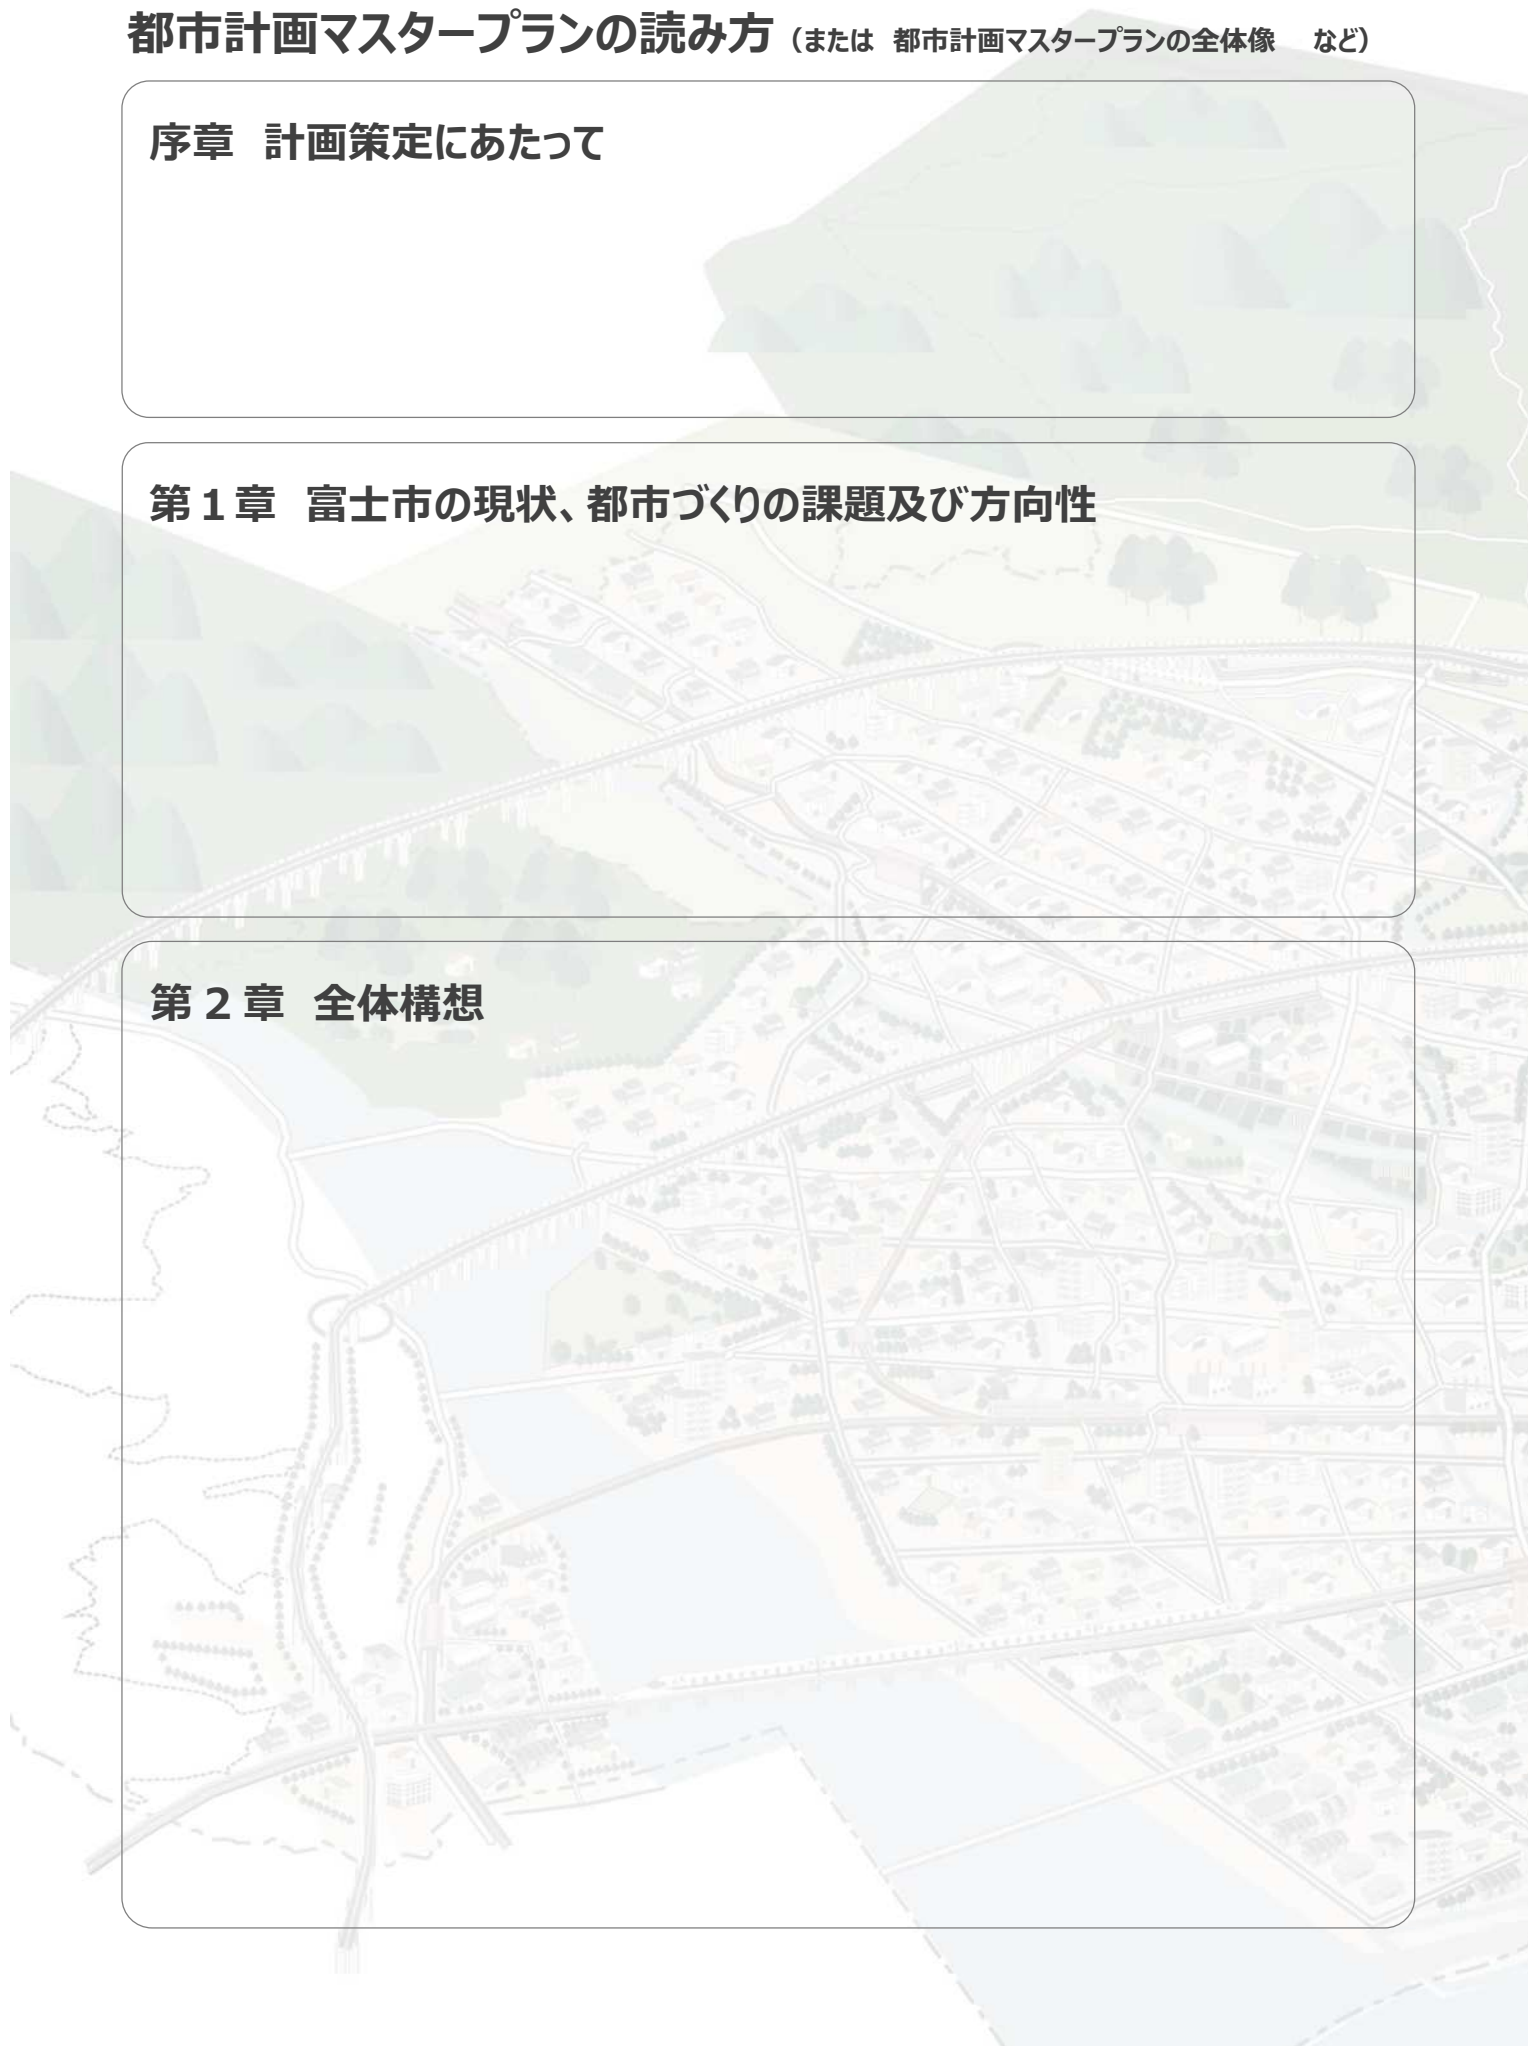 都市計画マスタープランの読み方（または 都市計画マスタープランの全体像 など）
序章 計画策定にあたって
第１章 富士市の現状、都市づくりの課題及び方向性
第２章 全体構想